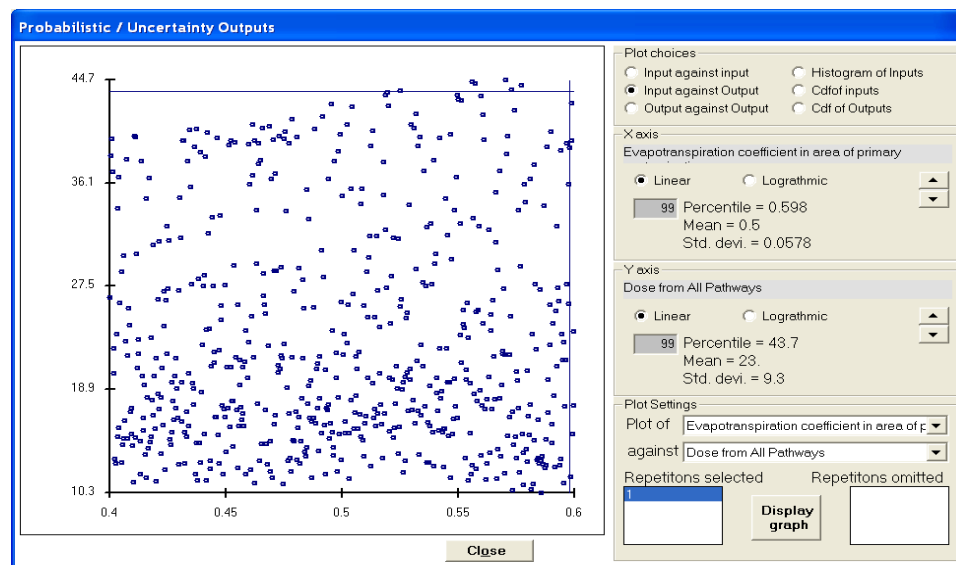 Probabilistic / Uncertainty Outputs
44.7
36.1
27.5
18.9
10.3
0.4
0.45
0.5
0.55
0.6
Close
Plot choices
Input against input
Histogram of Inputs
Input against Output
Cdfof inputs
Output against Output
Cdf of Outputs
X axis
Evapotranspiration coefficient in area of primary
Linear
Lograthmic
99 Percentile = 0.598
Mean = 0.5
Std. devi. = 0.0578
Y axis
Dose from All Pathways
Linear
Lograthmic
99 Percentile = 43.7
Mean = 23.
Std. devi. = 9.3
Plot Settings
Plot of Evapotranspiration coefficient in area of p
against Dose from All Pathways
Repetitons selected
Repetitons omitted
1
Display
graph